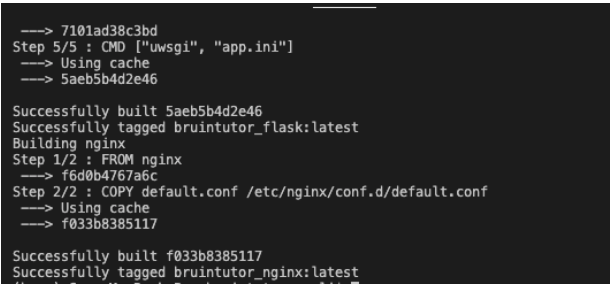 ---> 7101ad38c3bd
Step 5/5 : CMD ["uwsgi", "app.ini"]
---> Using cache
---> 5aeb5b4d2e46
Successfully built 5aeb5b4d2e46
Successfully tagged bruintutor_flask:latest
Building nginx
Step 1/2 : FROM nginx
---> f6d0b4767a6c
Step 2/2 : COPY default.conf /etc/nginx/conf.d/default.conf
---> Using cache
---> f033b8385117
Successfully built f033b8385117
Successfully tagged bruintutor_nginx:latest